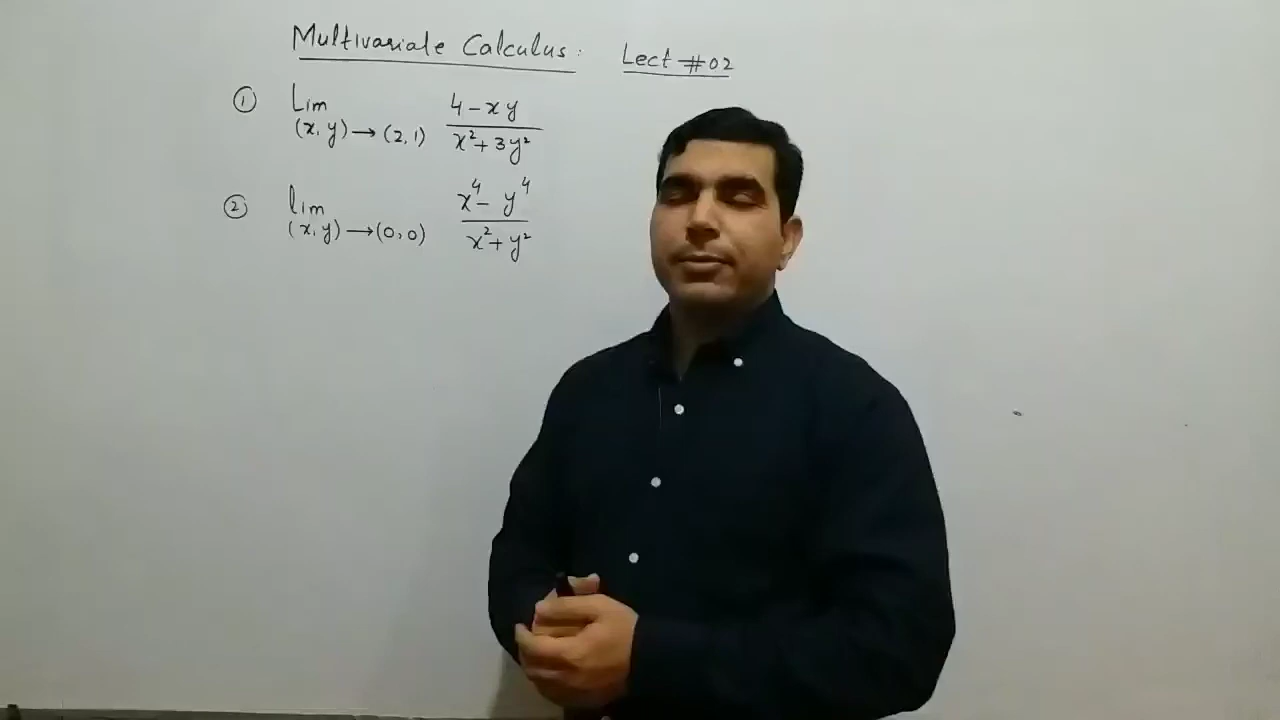 Multivariate Calculus: Lect #02
① Lim (x,y)→(2,1) 4-xy / x²+3y²
② lim (x,y)→(0,0) x⁴-y⁴ / x²+y²